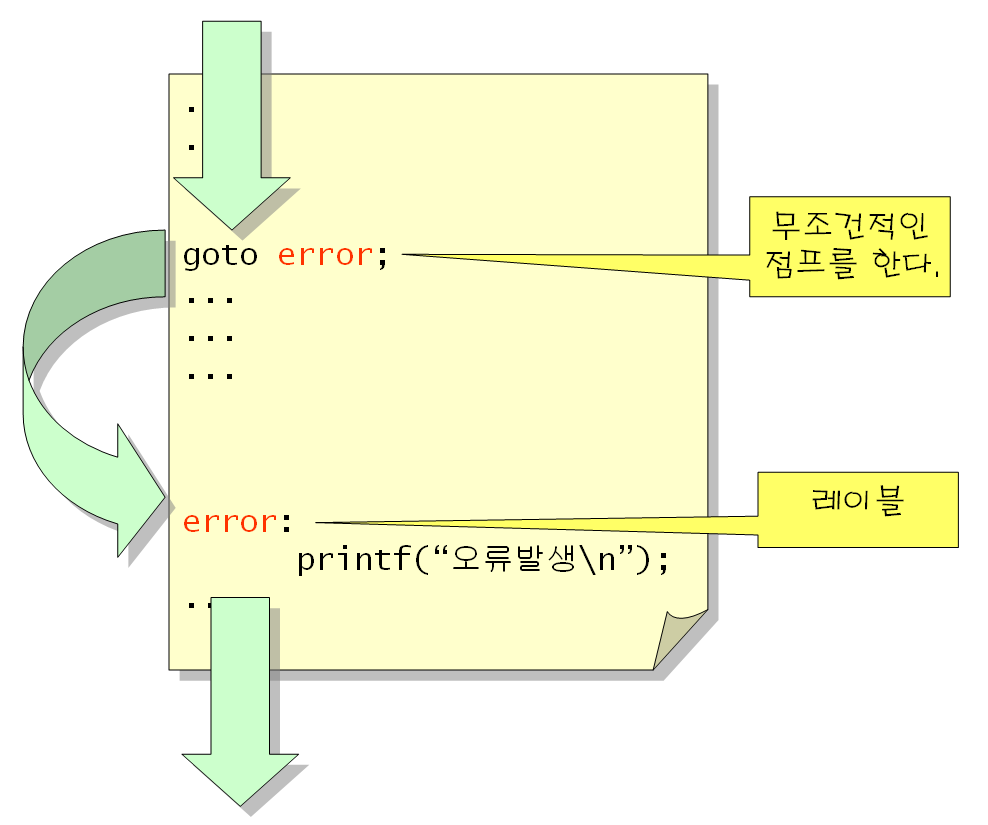 .
.
goto error;
무조건적인
점프를 한다.
...
...
...
레이블
error:
printf(“오류발생\n”);
..